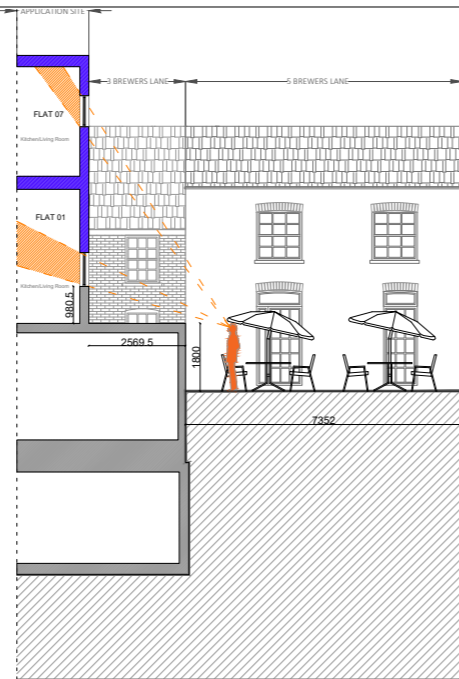 APPLICATION SITE
3 BREWERS LANE
5 BREWERS LANE
FLAT 07
Kitchen/Living Room
FLAT 01
Kitchen/Living Room
980.5
2569.5
1800
7352